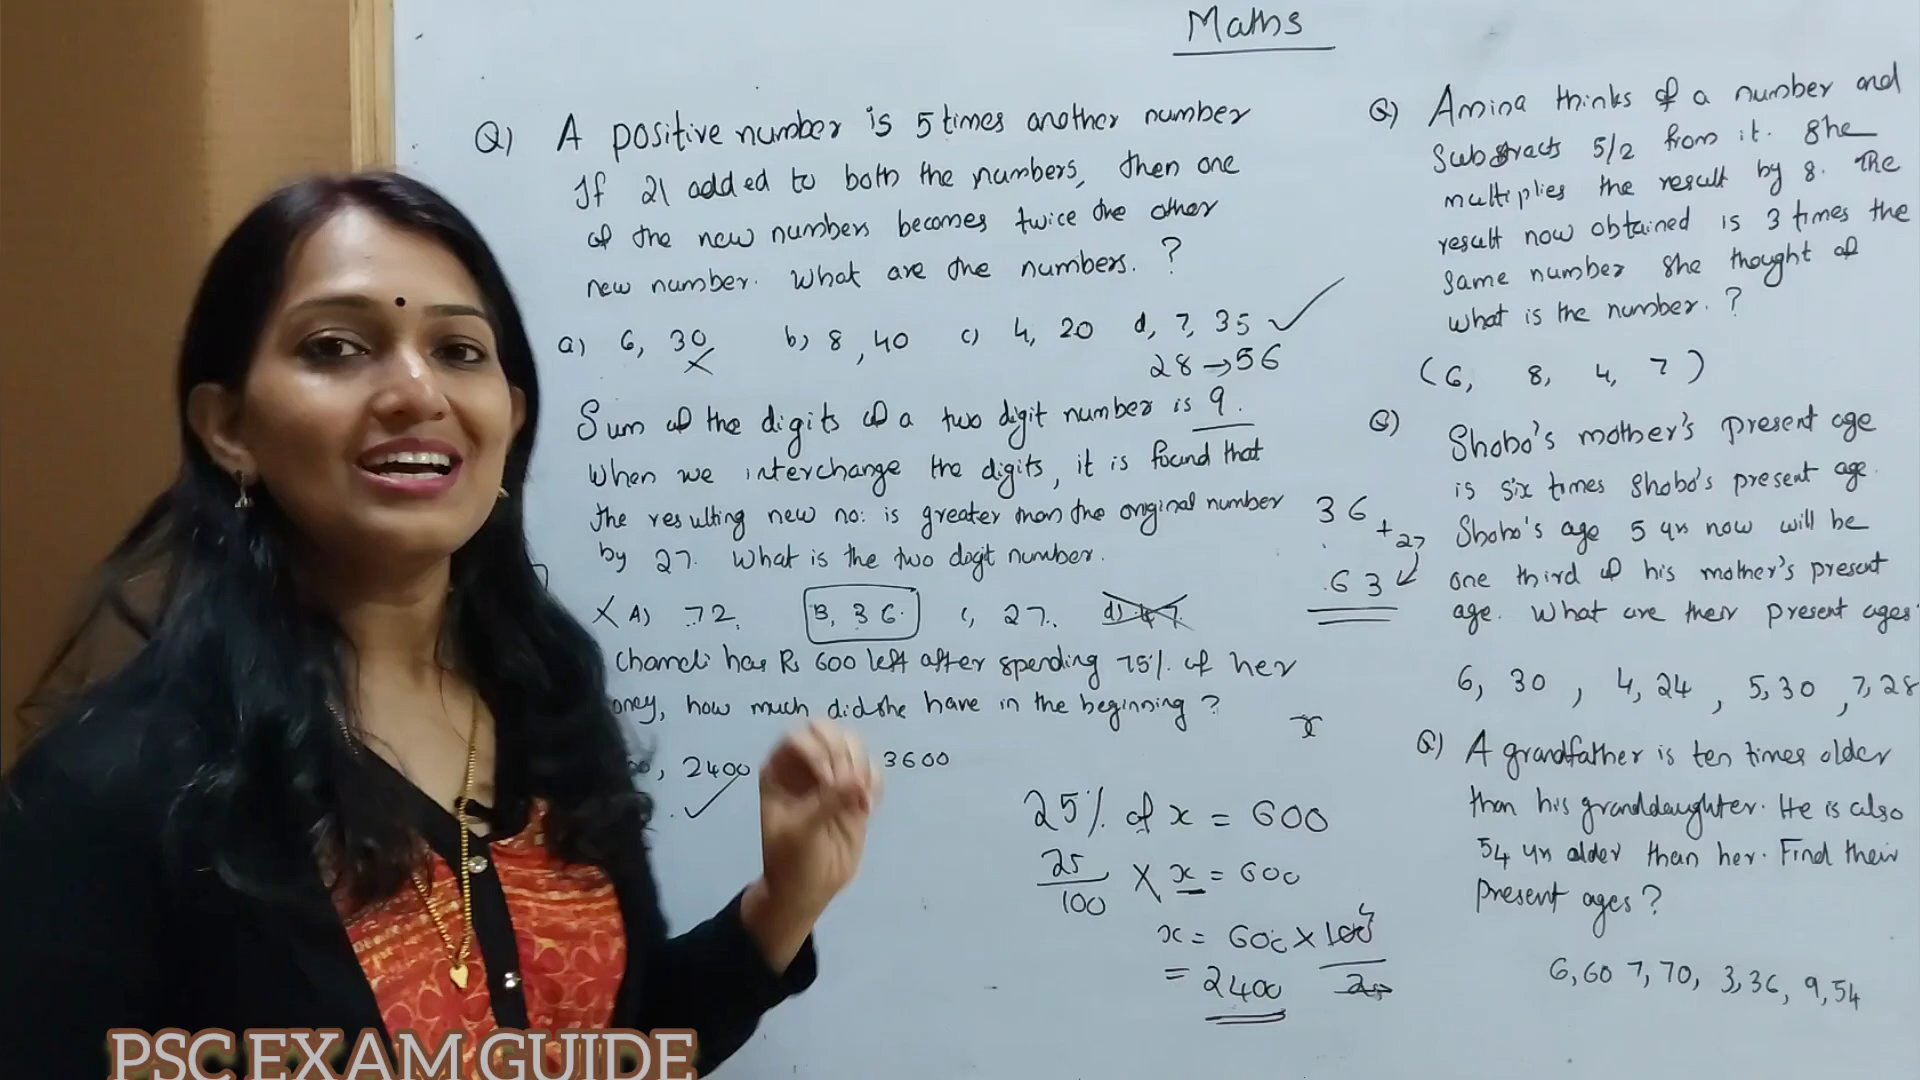 Maths
Q) A positive number is 5 times another number
If 21 added to both the numbers, then one
of the new numbers becomes twice the other
new number. What are the numbers. ?
a) 6, 30 b) 8, 40 c) 4, 20 d, 7, 35
28 → 56
Sum of the digits of a two digit number is 9.
When we interchange the digits, it is found that
the resulting new no: is greater than the original number
by 27. What is the two digit number.
X A) 72. B, 36. C, 27.
36
+27
63
Chameli has Rs 600 left after spending 75% of her
oney, how much did she have in the beginning ?
, 2400 3600
x
25% of x = 600
25/100 X x = 600
x = 600 X 100
= 2400
Q) Amina thinks of a number and
Substracts 5/2 from it. She
multiplies the result by 8. The
result now obtained is 3 times the
same number she thought of
What is the number. ?
(6, 8, 4, 7)
Q) Shobo's mother's present age
is six times Shobo's present age.
Shobo's age 5 yrs now will be
one third of his mother's present
age. What are their present ages
6, 30, 4, 24, 5, 30, 7, 28
Q) A grandfather is ten times older
than his granddaughter. He is also
54 yrs older than her. Find their
present ages ?
6, 60 7, 70, 3, 36, 9, 54
PSC EXAM GUIDE